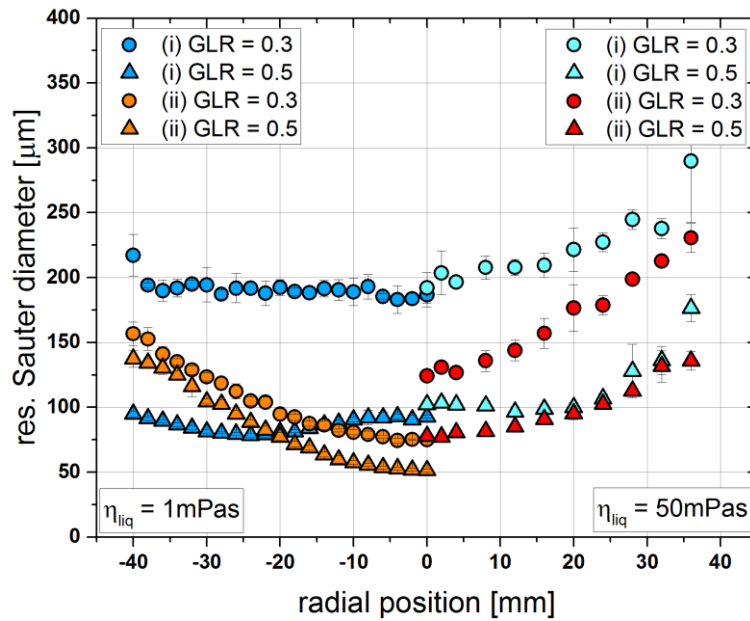 400
350
300
250
200
150
100
50
0
res. Sauter diameter [µm]
(i) GLR = 0.3
(i) GLR = 0.5
(ii) GLR = 0.3
(ii) GLR = 0.5
(i) GLR = 0.3
(i) GLR = 0.5
(ii) GLR = 0.3
(ii) GLR = 0.5
ηliq = 1mPas
ηliq = 50mPas
-40 -30 -20 -10 0 10 20 30 40
radial position [mm]